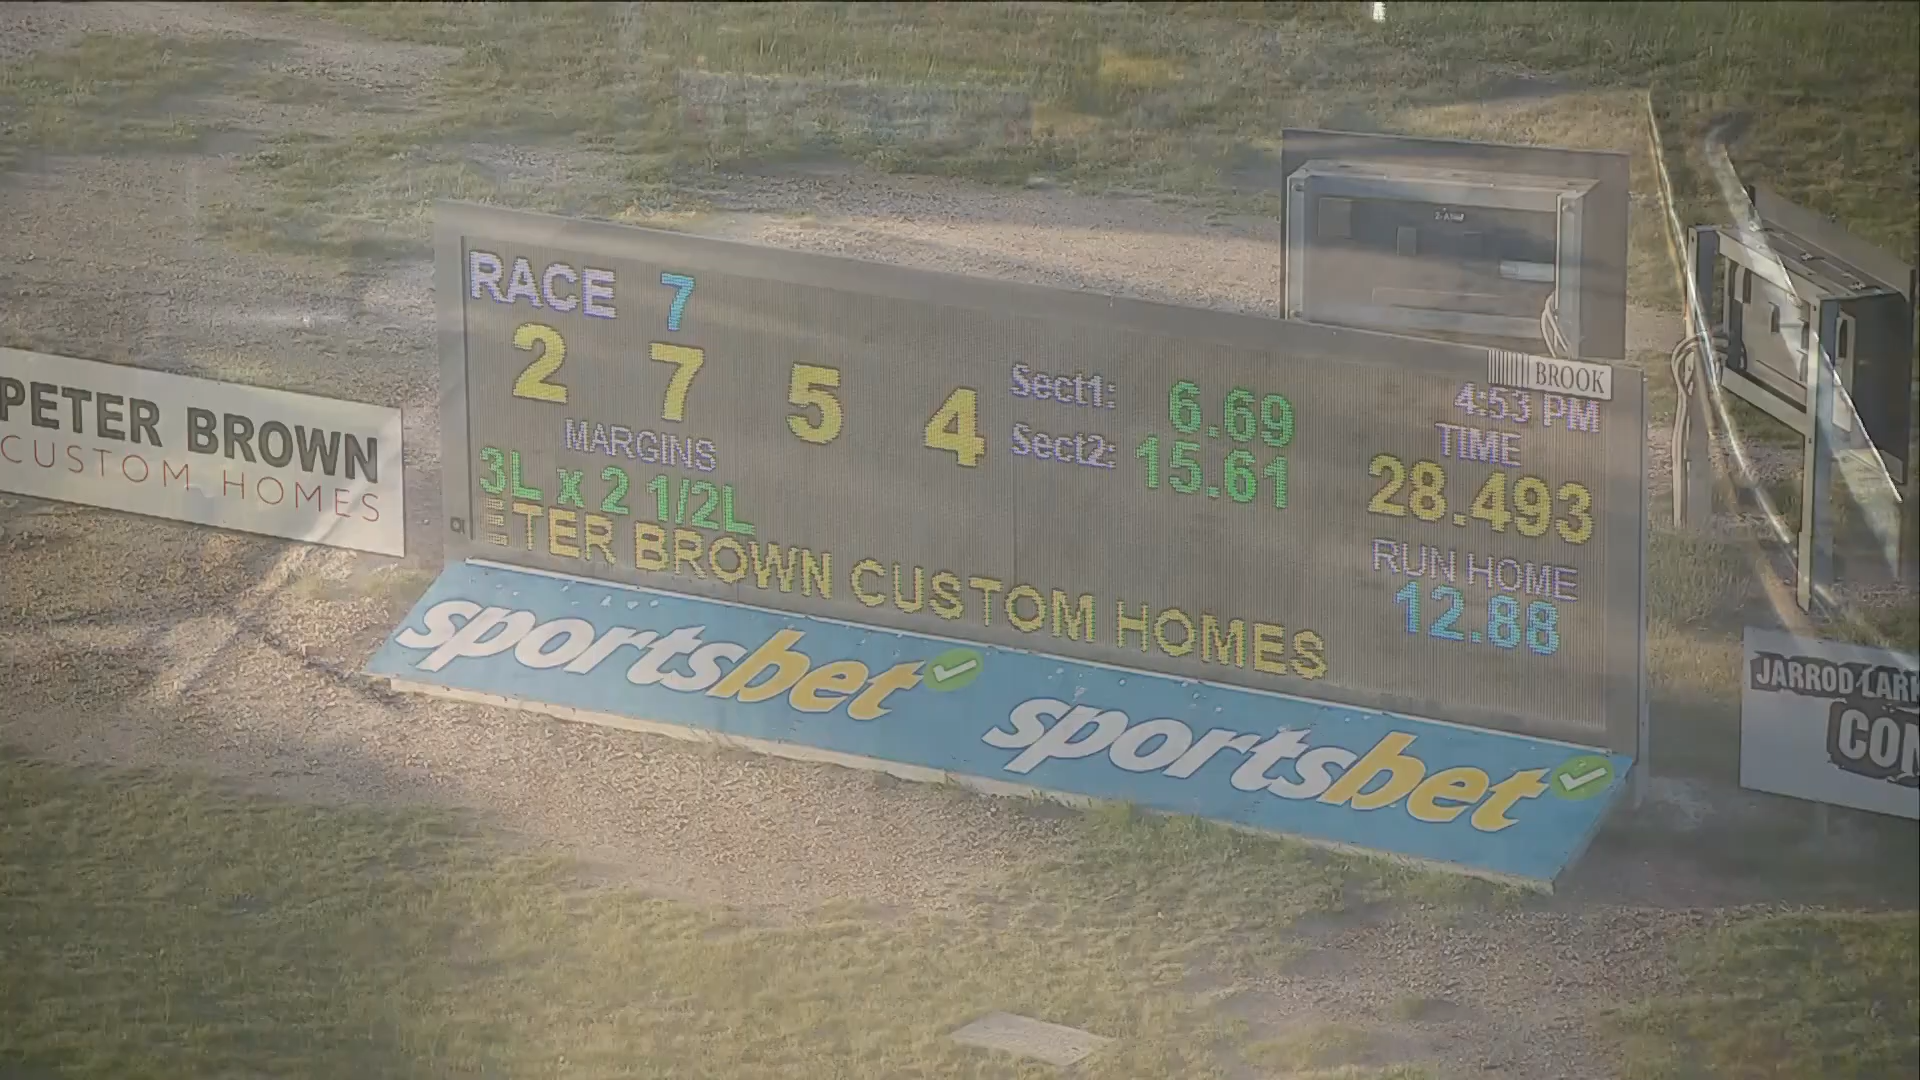 RACE 7
2 7 5 4
MARGINS
3L x 2 1/2L
ETER BROWN CUSTOM HOMES
Sect1: 6.69
Sect2: 15.61
BROOK
4:53 PM
TIME
28.493
RUN HOME
12.88
sportsbet sportsbet
PETER BROWN
CUSTOM HOMES
JARROD LARK
CON